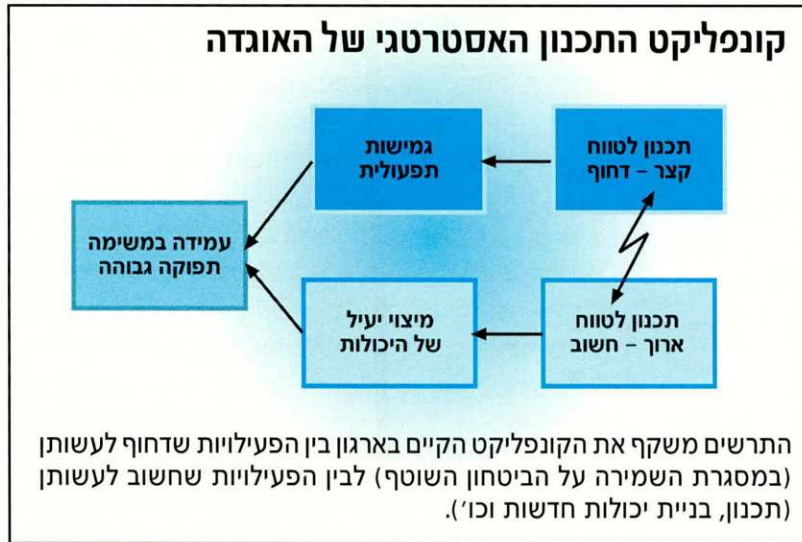 קונפליקט התכנון האסטרטגי של האוגדה
תכנון לטווח
קצר – דחוף
גמישות
תפעולית
עמידה במשימה
תפוקה גבוהה
תכנון לטווח
ארוך – חשוב
מיצוי יעיל
של היכולות
התרשים משקף את הקונפליקט הקיים בארגון בין הפעילויות שדחוף לעשותן
(במסגרת השמירה על הביטחון השוטף) לבין הפעילויות שחשוב לעשותן
(תכנון, בניית יכולות חדשות וכו').